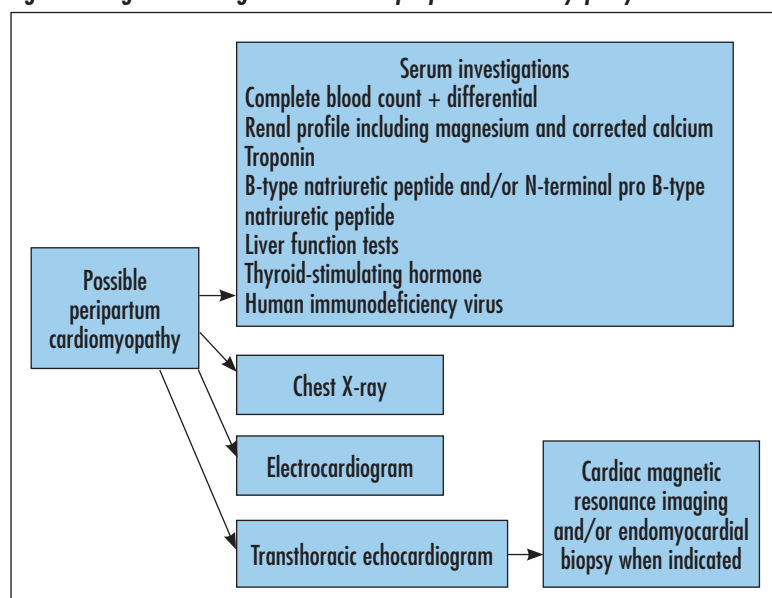 Serum investigations
Complete blood count + differential
Renal profile including magnesium and corrected calcium
Troponin
B-type natriuretic peptide and/or N-terminal pro B-type
natriuretic peptide
Liver function tests
Thyroid-stimulating hormone
Human immunodeficiency virus
Possible
peripartum
cardiomyopathy
Chest X-ray
Electrocardiogram
Transthoracic echocardiogram
Cardiac magnetic
resonance imaging
and/or endomyocardial
biopsy when indicated